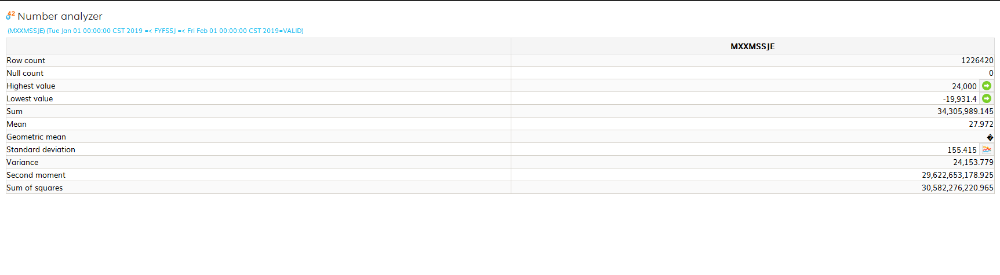 42 Number analyzer
(MXXMSSJE) (Tue Jan 01 00:00:00 CST 2019 =< FYFSSJ =< Fri Feb 01 00:00:00 CST 2019=VALID)
MXXMSSJE
Row count 1226420
Null count 0
Highest value 24,000
Lowest value -19,931.4
Sum 34,305,989.145
Mean 27.972
Geometric mean �
Standard deviation 155.415
Variance 24,153.779
Second moment 29,622,653,178.925
Sum of squares 30,582,276,220.965